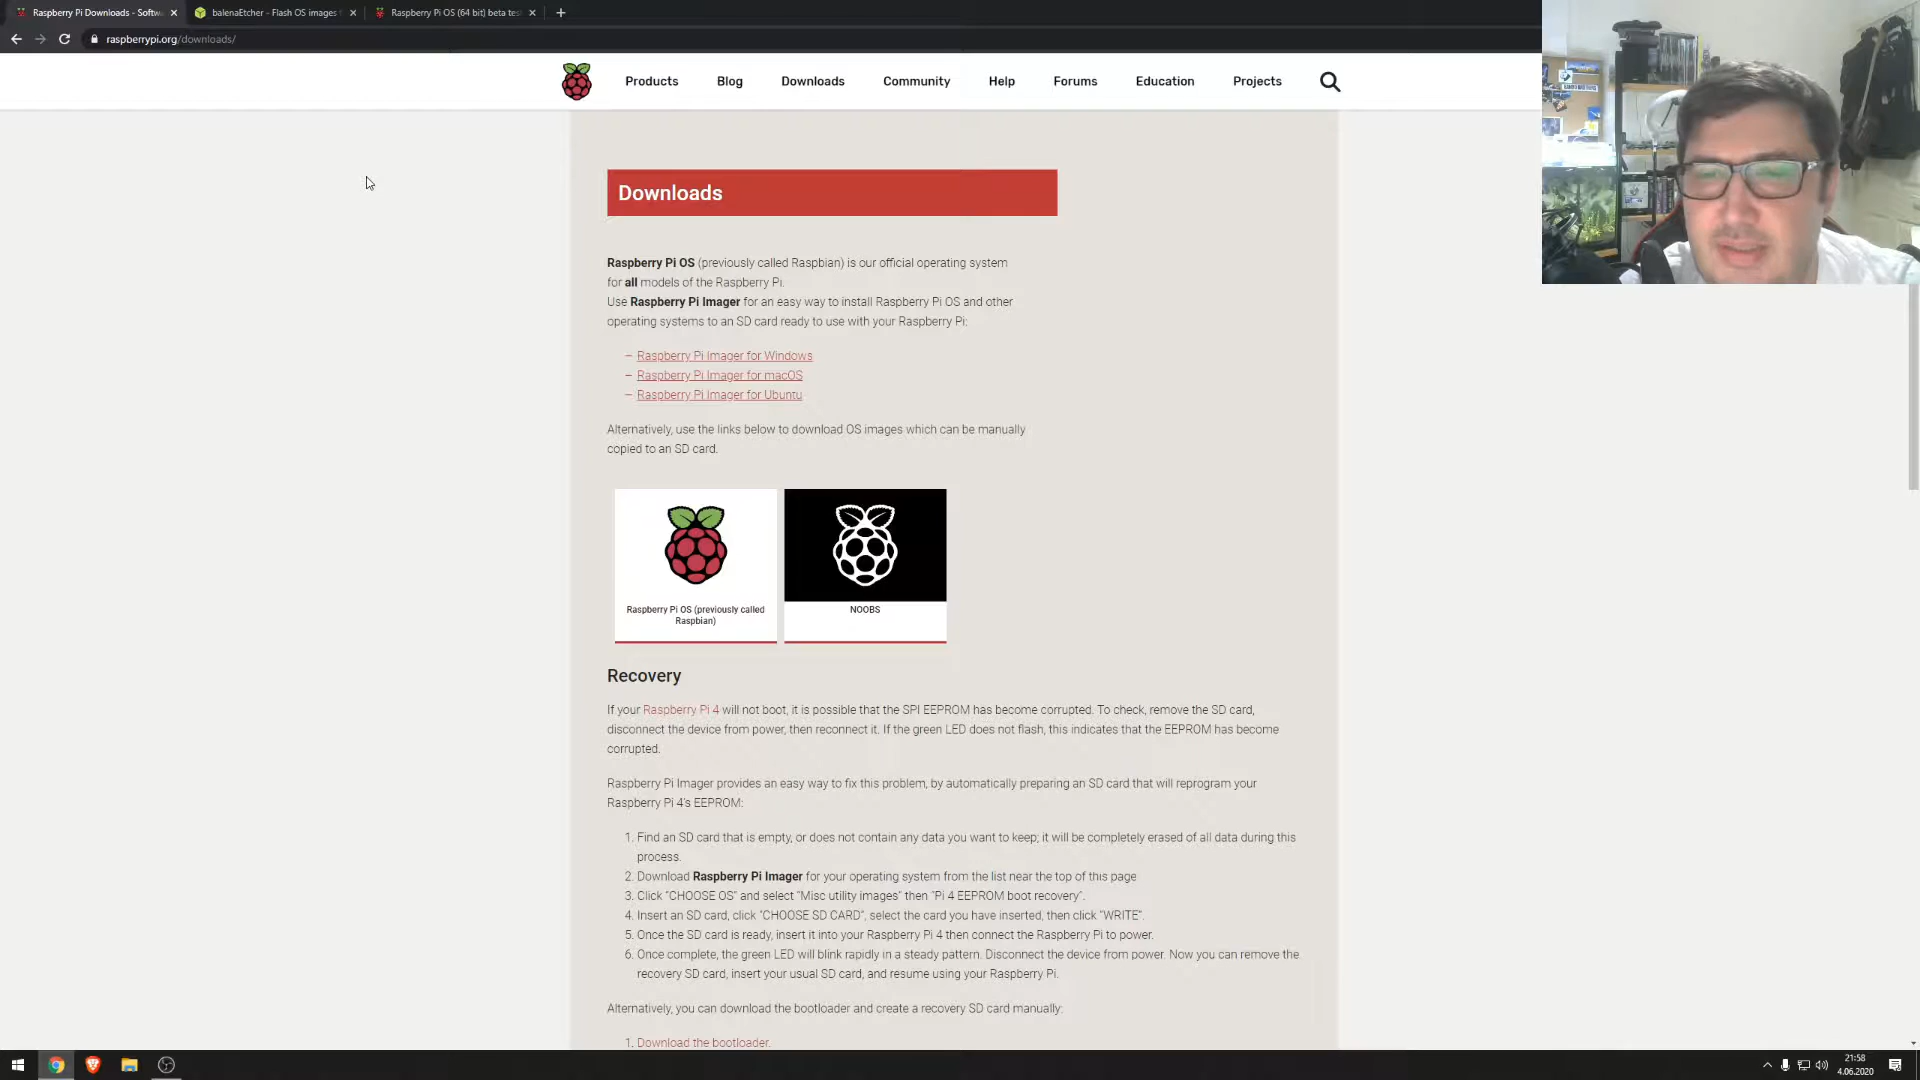 Raspberry Pi Downloads - Softw
balenaEtcher - Flash OS images
Raspberry Pi OS (64 bit) beta tes
raspberrypi.org/downloads/
Products
Blog
Downloads
Community
Help
Forums
Education
Projects
Downloads
Raspberry Pi OS (previously called Raspbian) is our official operating system
for all models of the Raspberry Pi.
Use Raspberry Pi Imager for an easy way to install Raspberry Pi OS and other
operating systems to an SD card ready to use with your Raspberry Pi:
– Raspberry Pi Imager for Windows
– Raspberry Pi Imager for macOS
– Raspberry Pi Imager for Ubuntu
Alternatively, use the links below to download OS images which can be manually
copied to an SD card.
Raspberry Pi OS (previously called
Raspbian)
NOOBS
Recovery
If your Raspberry Pi 4 will not boot, it is possible that the SPI EEPROM has become corrupted. To check, remove the SD card,
disconnect the device from power, then reconnect it. If the green LED does not flash, this indicates that the EEPROM has become
corrupted.
Raspberry Pi Imager provides an easy way to fix this problem, by automatically preparing an SD card that will reprogram your
Raspberry Pi 4's EEPROM:
1. Find an SD card that is empty, or does not contain any data you want to keep; it will be completely erased of all data during this
process.
2. Download Raspberry Pi Imager for your operating system from the list near the top of this page
3. Click "CHOOSE OS" and select "Misc utility images" then "Pi 4 EEPROM boot recovery".
4. Insert an SD card, click "CHOOSE SD CARD", select the card you have inserted, then click "WRITE".
5. Once the SD card is ready, insert it into your Raspberry Pi 4 then connect the Raspberry Pi to power.
6. Once complete, the green LED will blink rapidly in a steady pattern. Disconnect the device from power. Now you can remove the
recovery SD card, insert your usual SD card, and resume using your Raspberry Pi.
Alternatively, you can download the bootloader and create a recovery SD card manually:
1. Download the bootloader.
21:58
4.06.2020